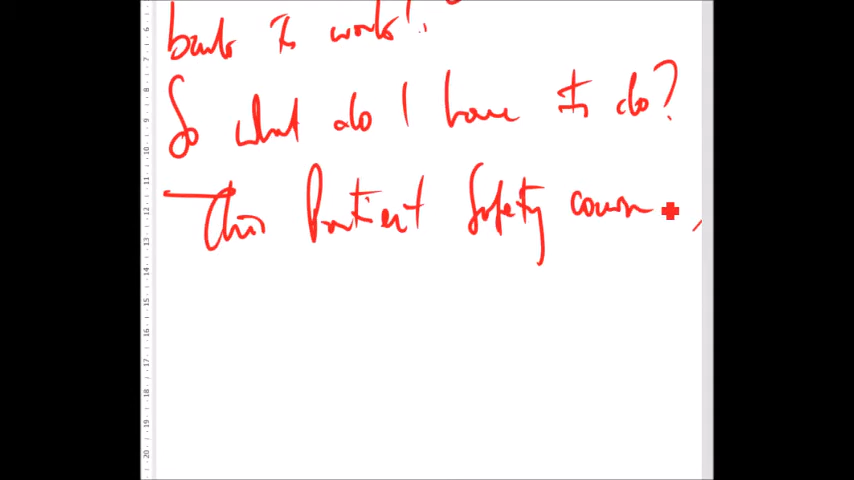 back to work!.
So what do I have to do?
This Patient Safety course